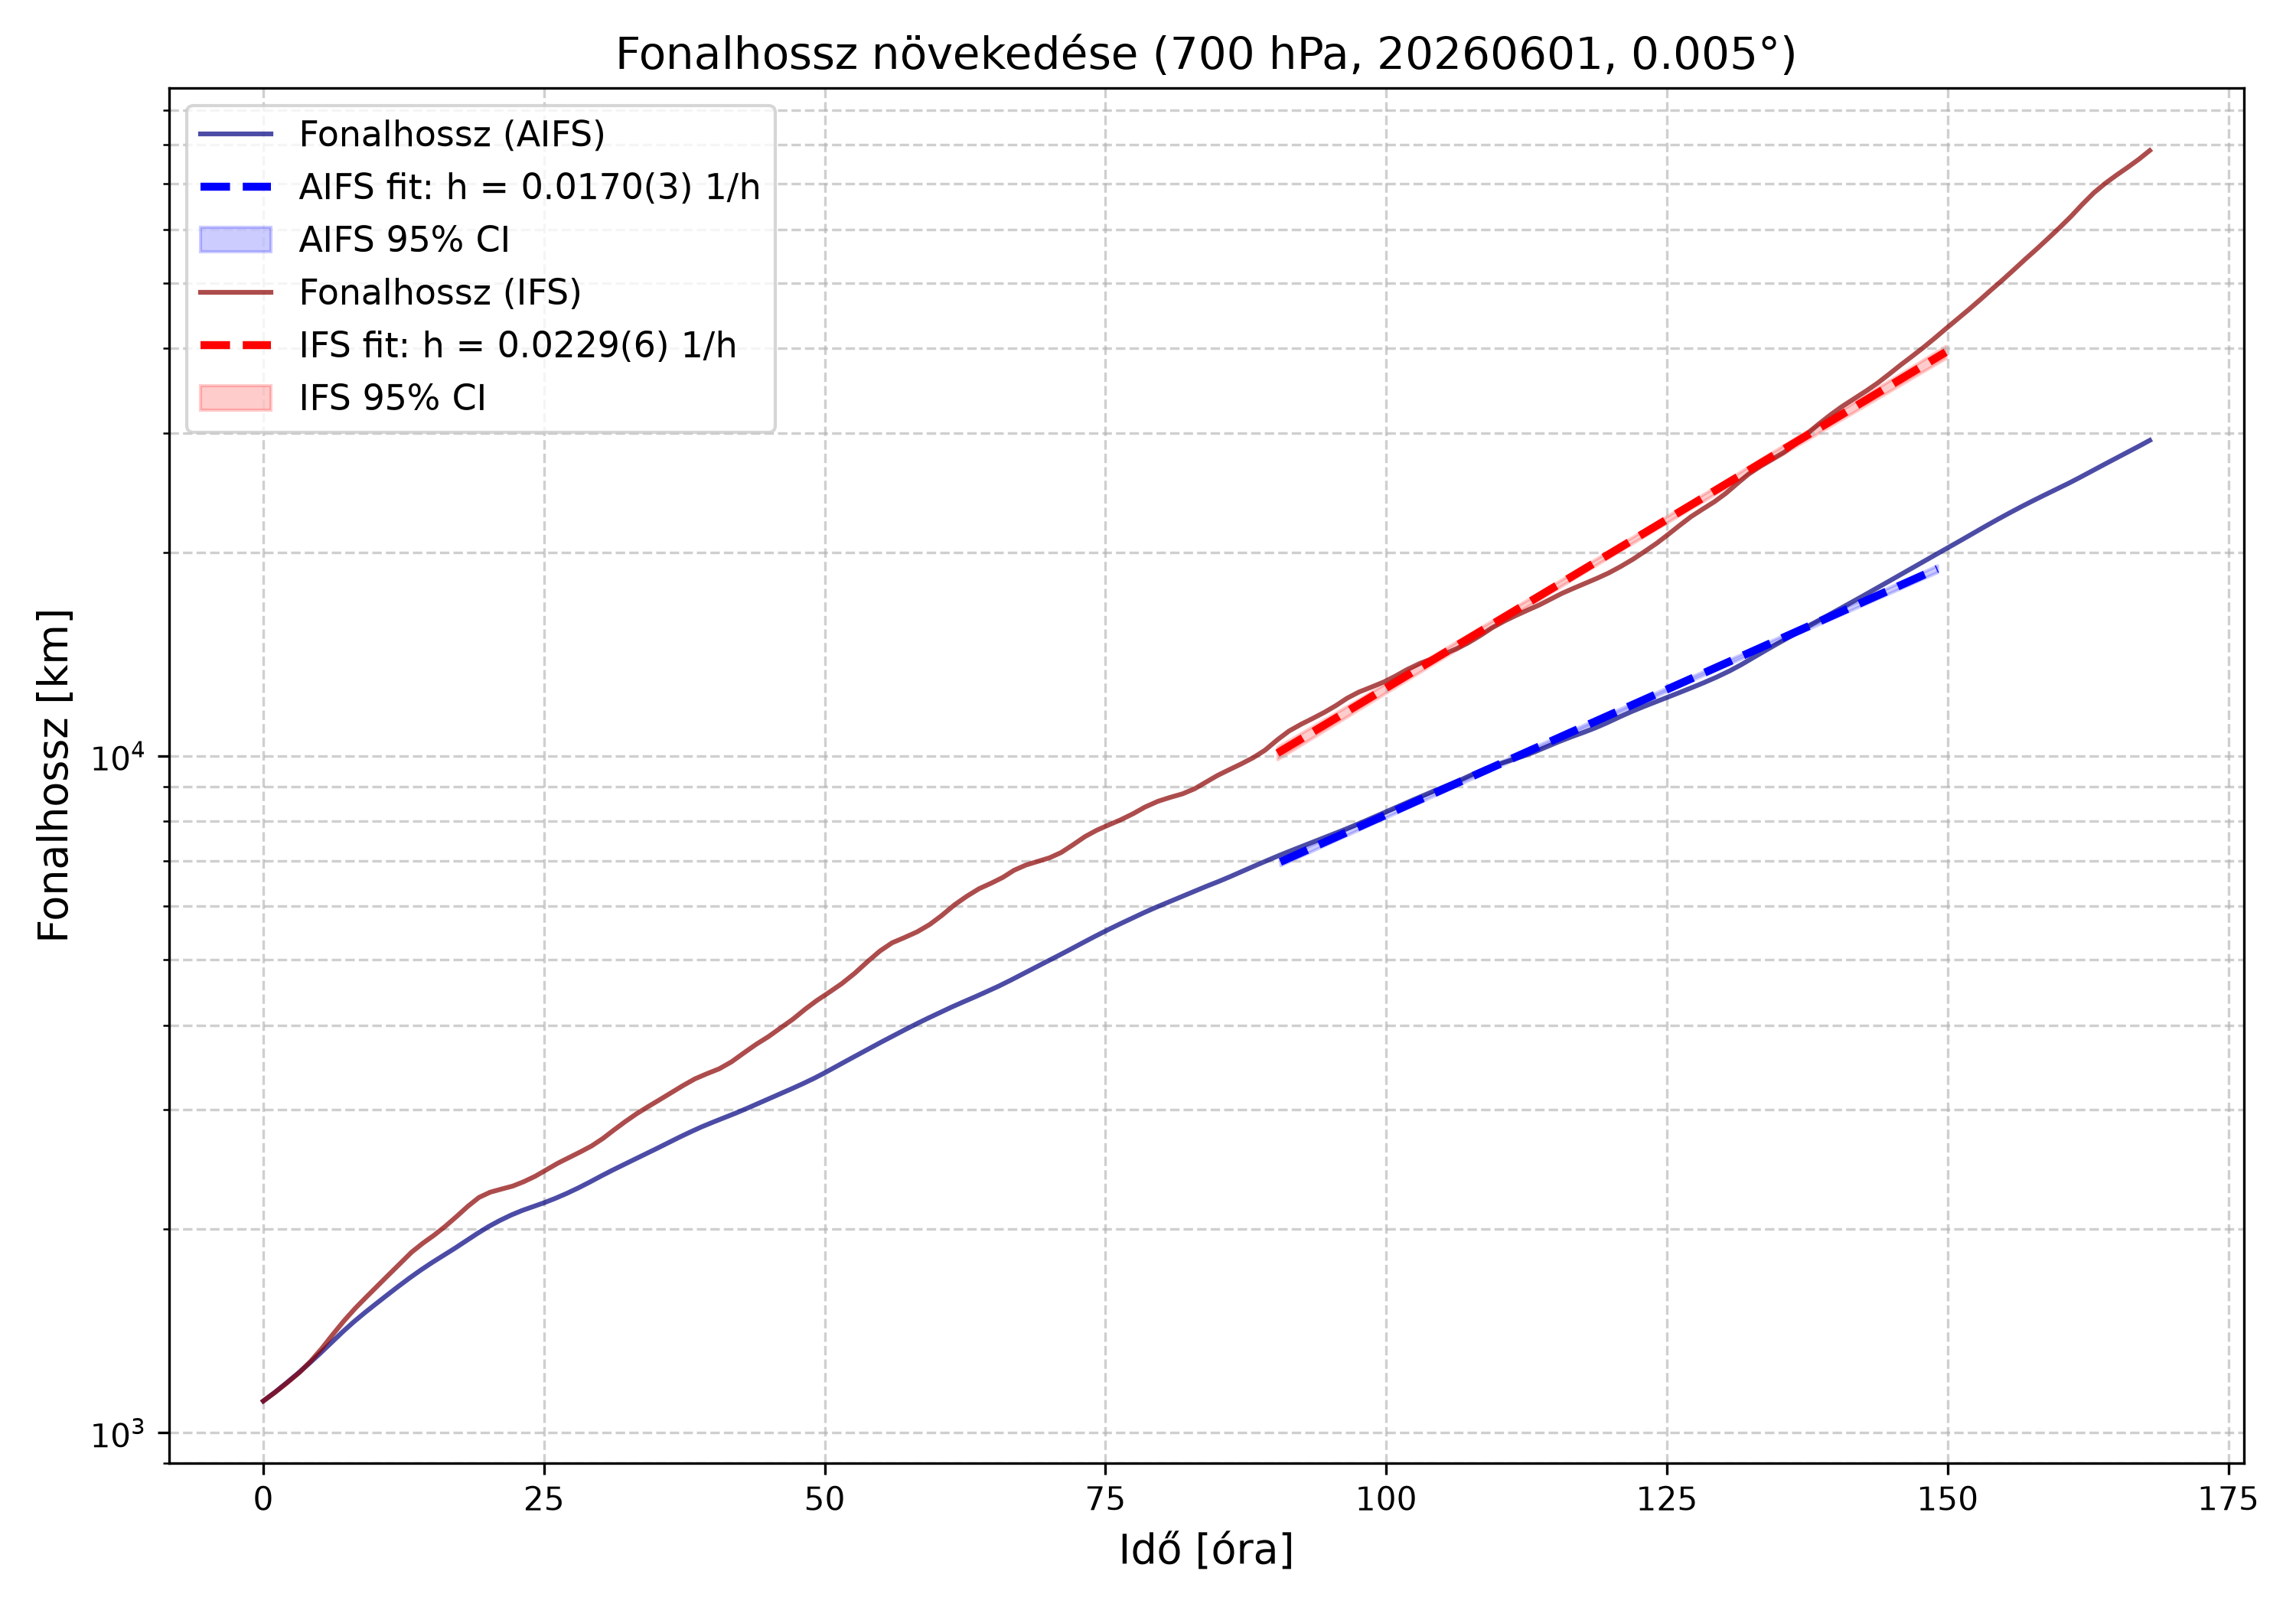 Fonalhossz növekedése (700 hPa, 20260601, 0.005°)
Fonalhossz (AIFS)
AIFS fit: h = 0.0170(3) 1/h
AIFS 95% CI
Fonalhossz (IFS)
IFS fit: h = 0.0229(6) 1/h
IFS 95% CI
Fonalhossz [km]
10⁴
10³
0 25 50 75 100 125 150 175
Idő [óra]